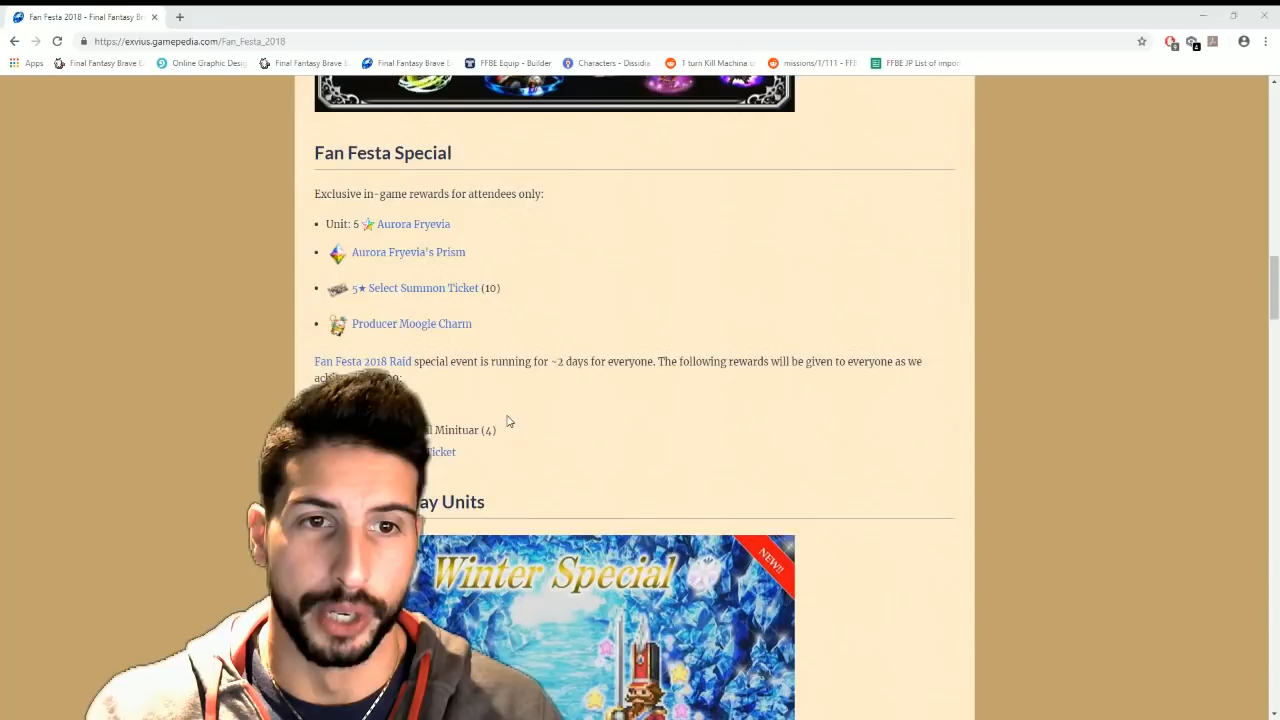 Fan Festa 2018 - Final Fantasy Br
https://exvius.gamepedia.com/Fan_Festa_2018
Apps Final Fantasy Brave E Online Graphic Desig Final Fantasy Brave E Final Fantasy Brave E FFBE Equip - Builder Characters - Dissidia 1 turn Kill Machina o missions/1/111 - FFB FFBE JP List of impor
Fan Festa Special
Exclusive in-game rewards for attendees only:
Unit: 5 Aurora Fryevia
Aurora Fryevia's Prism
5★ Select Summon Ticket (10)
Producer Moogle Charm
Fan Festa 2018 Raid special event is running for ~2 days for everyone. The following rewards will be given to everyone as we
l Minituar (4)
Ticket
ay Units
Winter Special
NEW!!